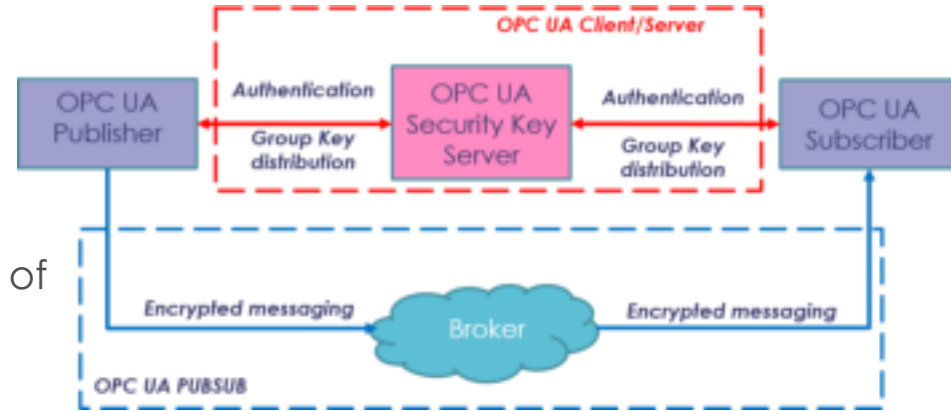 OPC UA Client/Server
OPC UA
Publisher
Authentication
Group Key
distribution
OPC UA
Security Key
Server
Authentication
Group Key
distribution
OPC UA
Subscriber
of
Encrypted messaging
Broker
Encrypted messaging
OPC UA PUBSUB